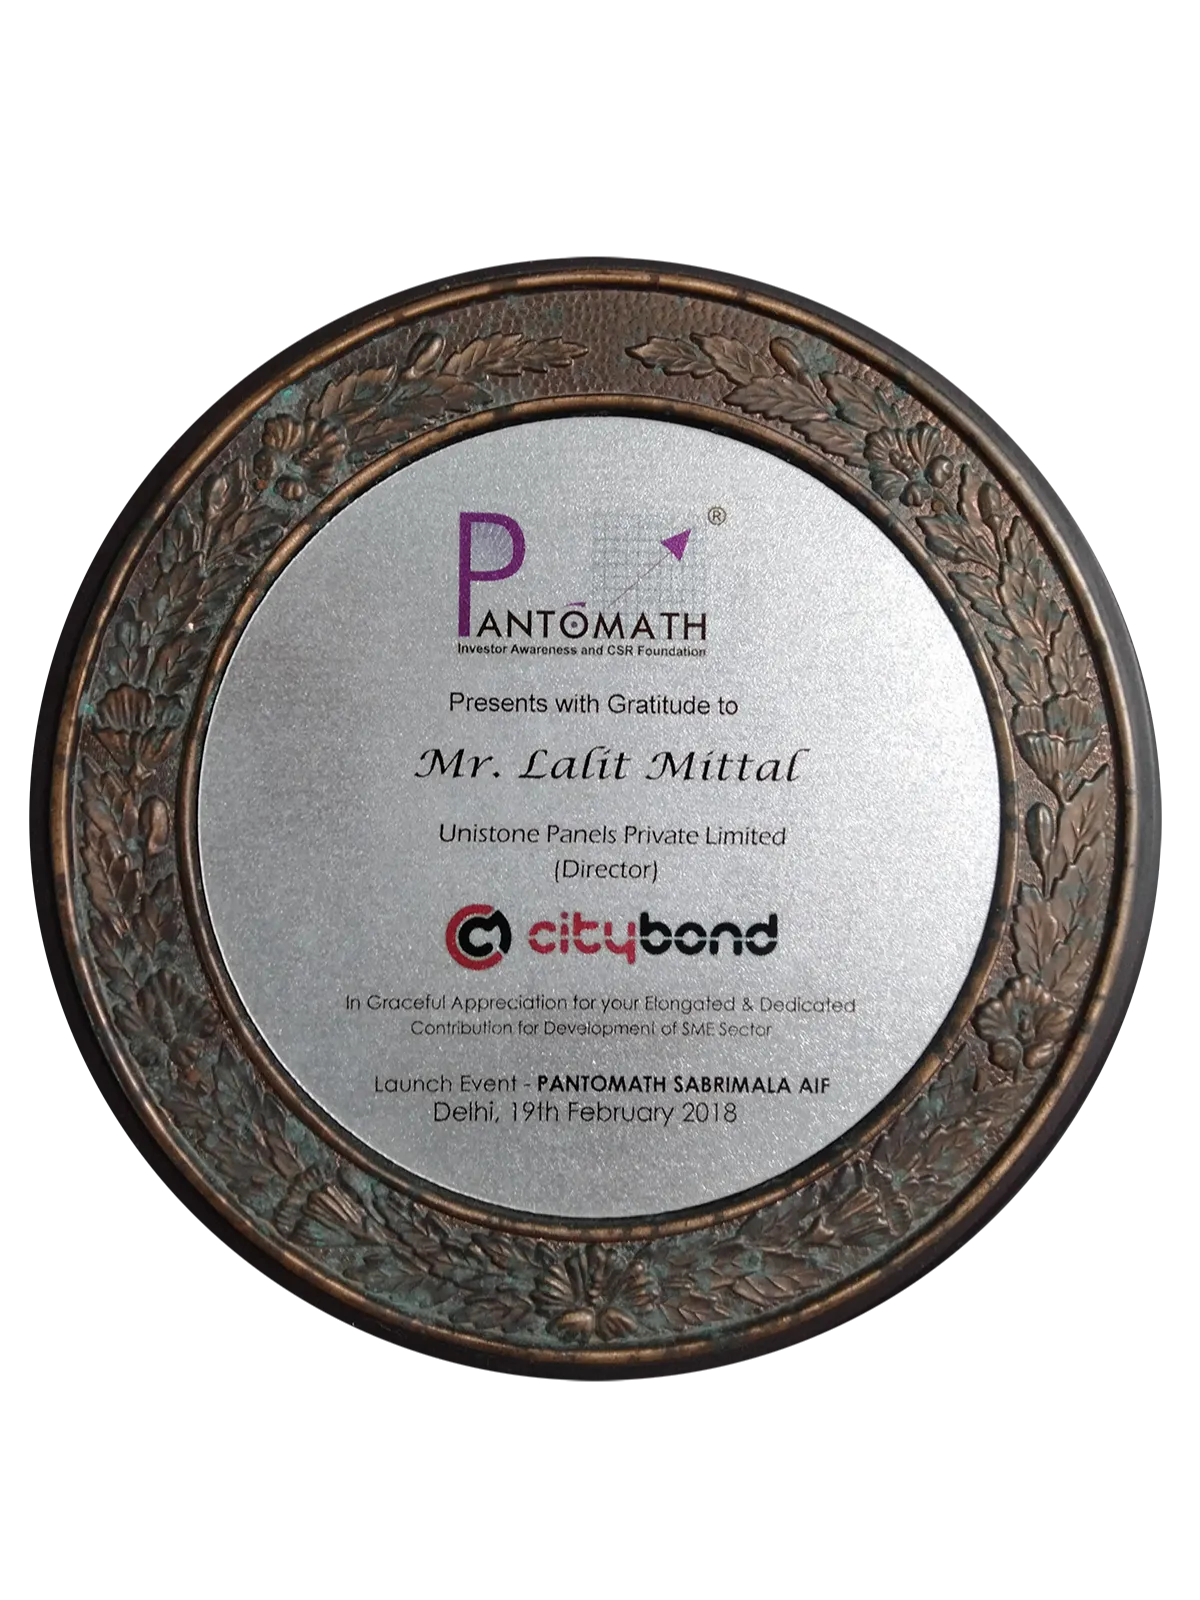 PANTOMATH ®
Investor Awareness and CSR Foundation
Presents with Gratitude to
Mr. Lalit Mittal
Unistone Panels Private Limited
(Director)
citybond
In Graceful Appreciation for your Elongated & Dedicated
Contribution for Development of SME Sector
Launch Event - PANTOMATH SABRIMALA AIF
Delhi, 19th February 2018